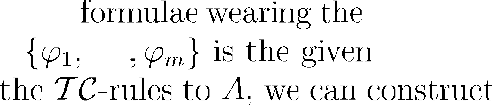 formulae wearing the
{φ₁, , φₘ} is the given
the 𝒯𝒞-rules to Λ, we can construct